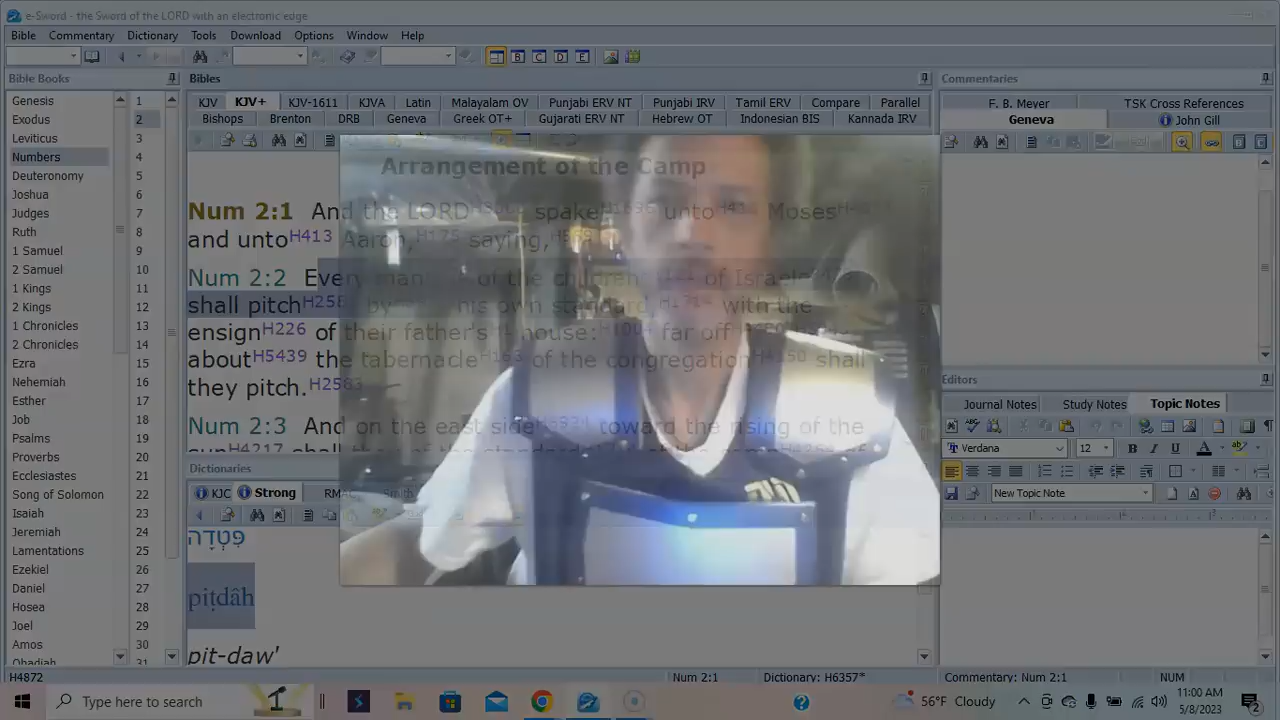 e-Sword - the Sword of the LORD with an electronic edge
Bible Commentary Dictionary Tools Download Options Window Help
B C D E
Bible Books
Genesis
Exodus
Leviticus
Numbers
Deuteronomy
Joshua
Judges
Ruth
1 Samuel
2 Samuel
1 Kings
2 Kings
1 Chronicles
2 Chronicles
Ezra
Nehemiah
Esther
Job
Psalms
Proverbs
Ecclesiastes
Song of Solomon
Isaiah
Jeremiah
Lamentations
Ezekiel
Daniel
Hosea
Joel
Amos
Obadiah
1
2
3
4
5
6
7
8
9
10
11
12
13
14
15
16
17
18
19
20
21
22
23
24
25
26
27
28
29
30
31
Bibles
KJV KJV+ KJV-1611 KJVA Latin Malayalam OV Punjabi ERV NT Punjabi IRV Tamil ERV Compare Parallel
Bishops Brenton DRB Geneva Greek OT+ Gujarati ERV NT Hebrew OT Indonesian BIS Kannada IRV
Arrangement of the Camp
Num 2:1 And the LORD spake unto Moses
and unto H413 Aaron, H175 saying,
Num 2:2 Every man of the children of Israel
shall pitch by his own standard, with the
ensign H226 of their father's house: far off
about H5439 the tabernacle of the congregation H4150 shall
they pitch. H2583
Num 2:3 And on the east side toward the rising of the
Dictionaries
KJC Strong Smith
פִּטְדָה
piṭdâh
pit-daw'
Commentaries
F. B. Meyer TSK Cross References
Geneva John Gill
Editors
Journal Notes Study Notes Topic Notes
Verdana 12 B I U
New Topic Note
H4872 Num 2:1 Dictionary: H6357* Commentary: Num 2:1 NUM
Type here to search
56°F Cloudy
11:00 AM
5/8/2023
2